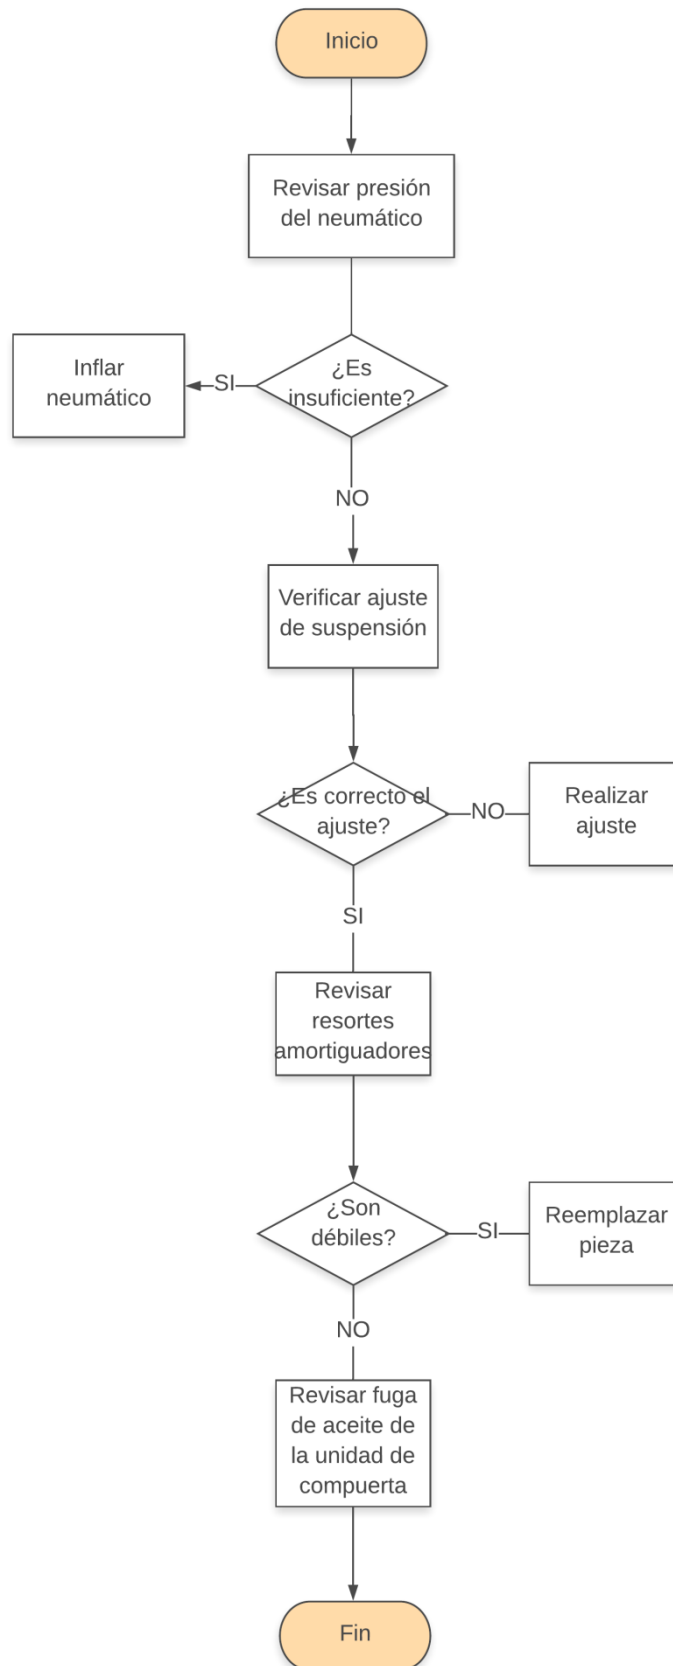 Inicio
Revisar presión
del neumático
Inflar
neumático
SI
¿Es
insuficiente?
NO
Verificar ajuste
de suspensión
¿Es correcto el
ajuste?
NO
Realizar
ajuste
SI
Revisar
resortes
amortiguadores
¿Son
débiles?
SI
Reemplazar
pieza
NO
Revisar fuga
de aceite de
la unidad de
compuerta
Fin